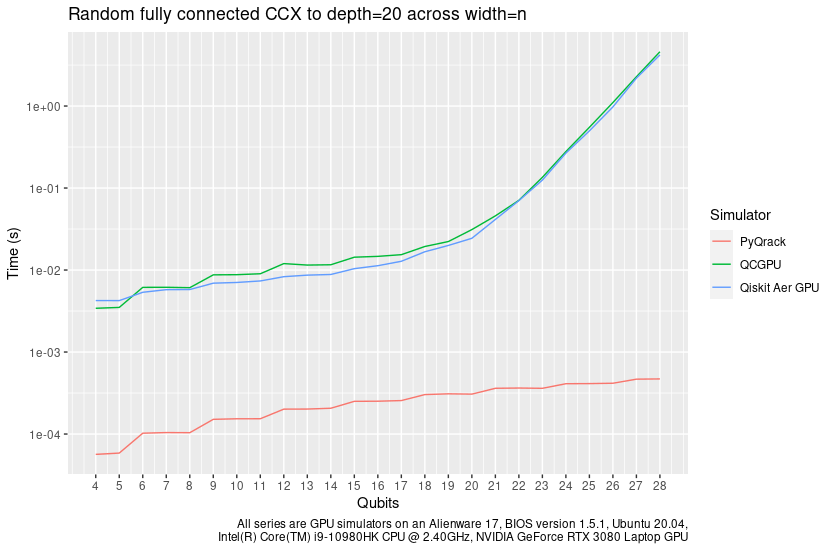 Random fully connected CCX to depth=20 across width=n
Time (s)
1e+00
1e-01
1e-02
1e-03
1e-04
4 5 6 7 8 9 10 11 12 13 14 15 16 17 18 19 20 21 22 23 24 25 26 27 28
Qubits
Simulator
PyQrack
QCGPU
Qiskit Aer GPU
All series are GPU simulators on an Alienware 17, BIOS version 1.5.1, Ubuntu 20.04,
Intel(R) Core(TM) i9-10980HK CPU @ 2.40GHz, NVIDIA GeForce RTX 3080 Laptop GPU